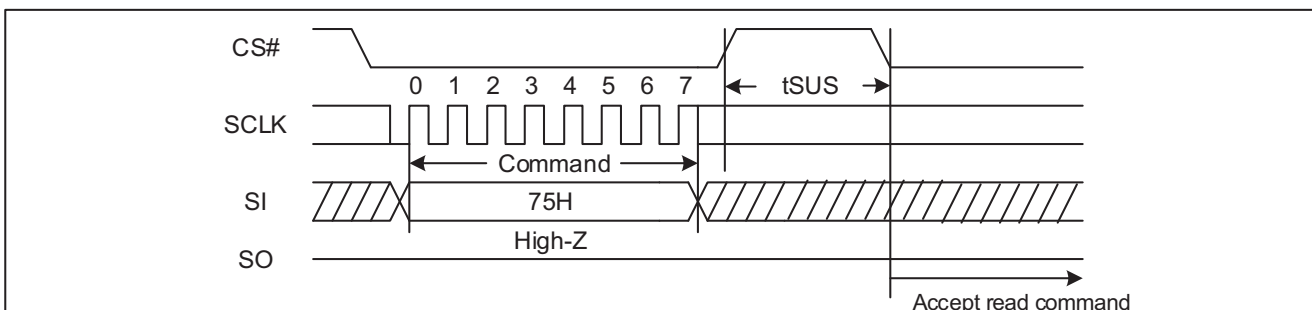 CS#
tSUS
0 1 2 3 4 5 6 7
SCLK
Command
SI
75H
High-Z
SO
Accept read command